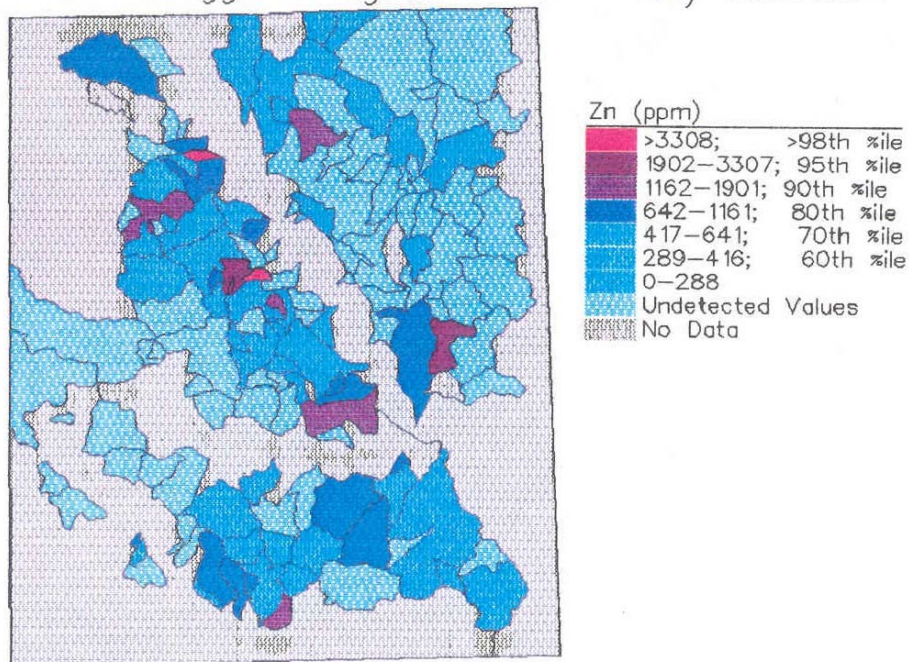 Zn (ppm)
>3308; >98th %ile
1902-3307; 95th %ile
1162-1901; 90th %ile
642-1161; 80th %ile
417-641; 70th %ile
289-416; 60th %ile
0-288
Undetected Values
No Data